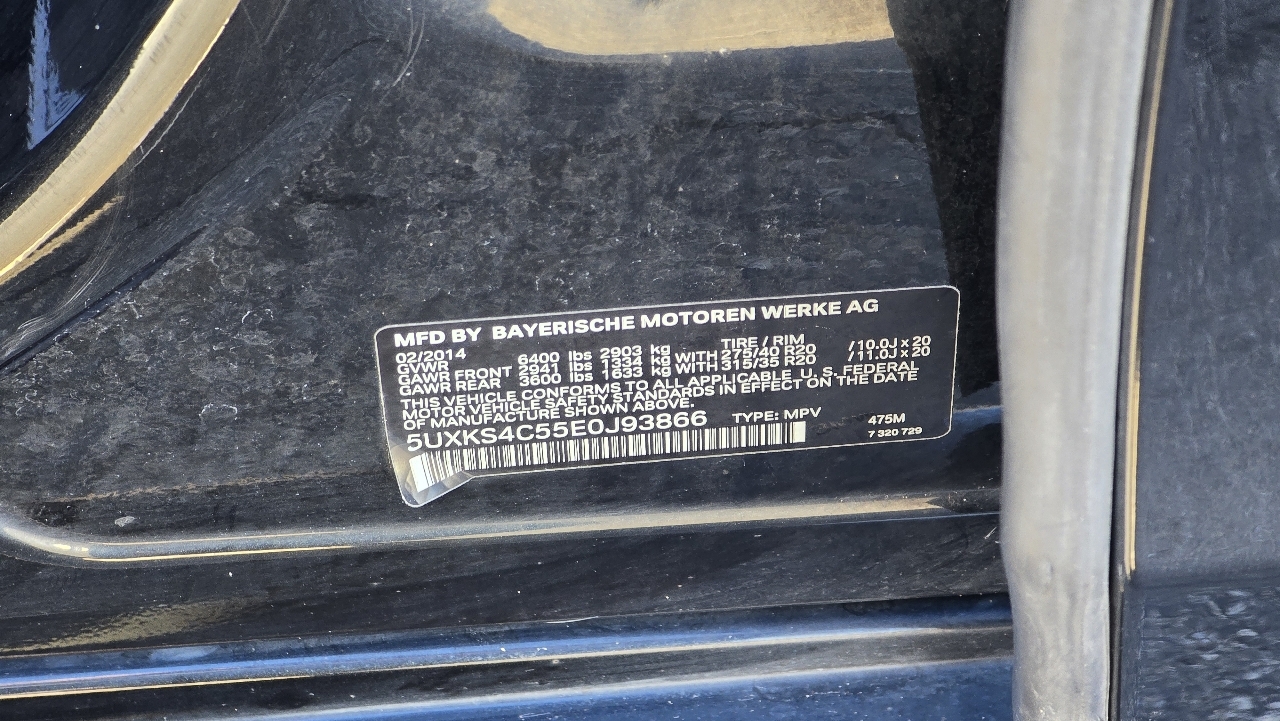 MFD BY BAYERISCHE MOTOREN WERKE AG
02/2014 TIRE / RIM
GVWR 6400 lbs 2903 kg
GAWR FRONT 2941 lbs 1334 kg WITH 275/40 R20 /10.0J x 20
GAWR REAR 3600 lbs 1633 kg WITH 315/35 R20 /11.0J x 20
THIS VEHICLE CONFORMS TO ALL APPLICABLE U. S. FEDERAL
MOTOR VEHICLE SAFETY STANDARDS IN EFFECT ON THE DATE
OF MANUFACTURE SHOWN ABOVE.
5UXKS4C55E0J93866 TYPE: MPV 475M
7 320 729